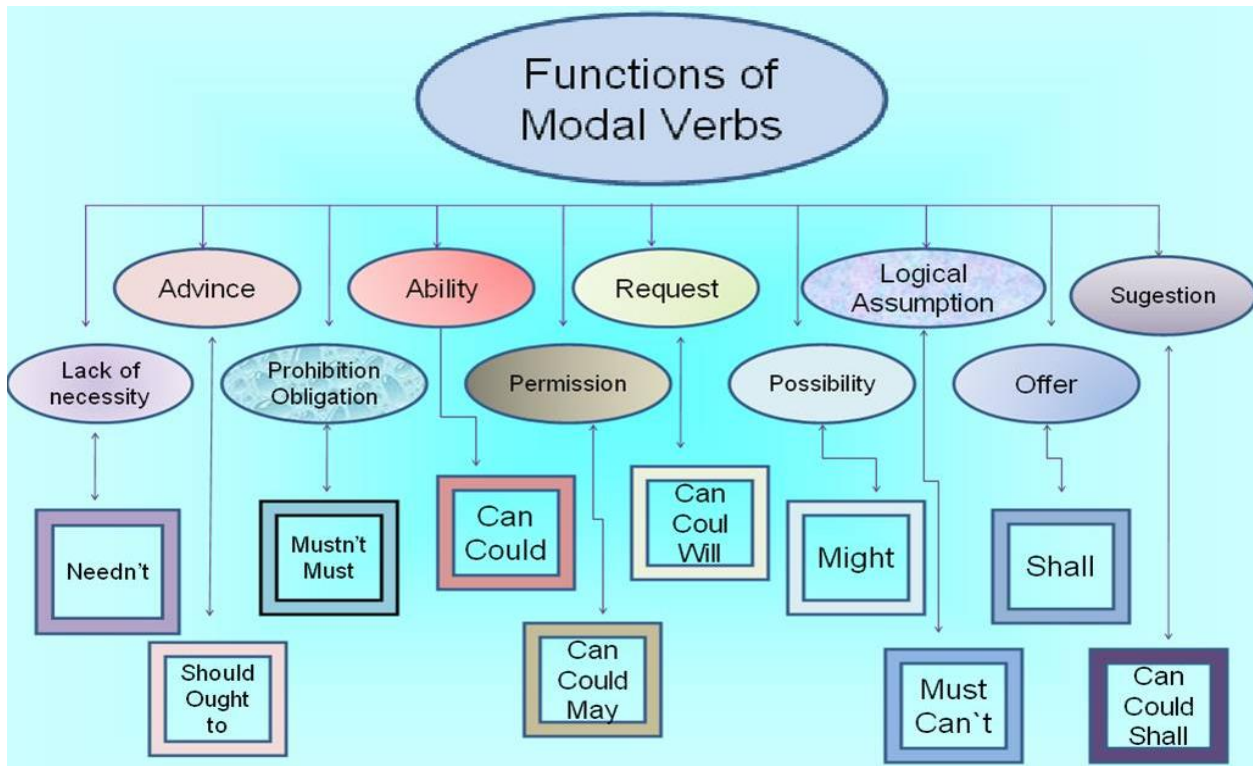 Functions of
Modal Verbs
Advince
Ability
Request
Logical
Assumption
Sugestion
Lack of
necessity
Prohibition
Obligation
Permission
Possibility
Offer
Needn't
Mustn't
Must
Can
Could
Can
Coul
Will
Might
Shall
Should
Ought
to
Can
Could
May
Must
Can`t
Can
Could
Shall